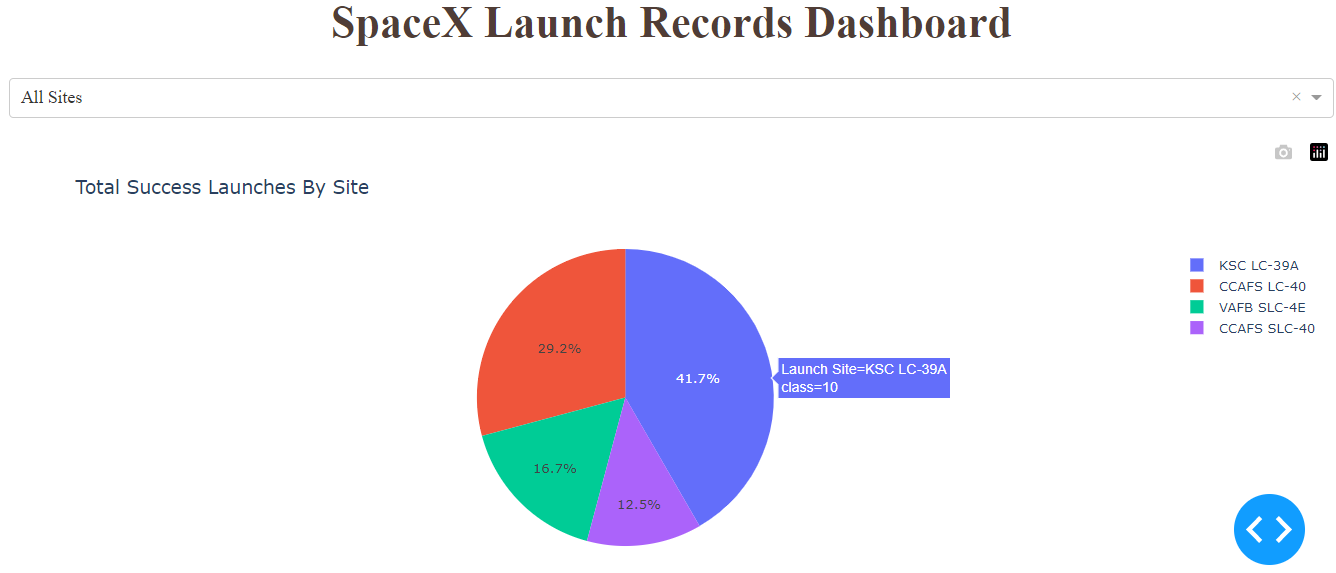 SpaceX Launch Records Dashboard
All Sites
Total Success Launches By Site
KSC LC-39A
CCAFS LC-40
VAFB SLC-4E
CCAFS SLC-40
29.2%
41.7%
Launch Site=KSC LC-39A
class=10
16.7%
12.5%